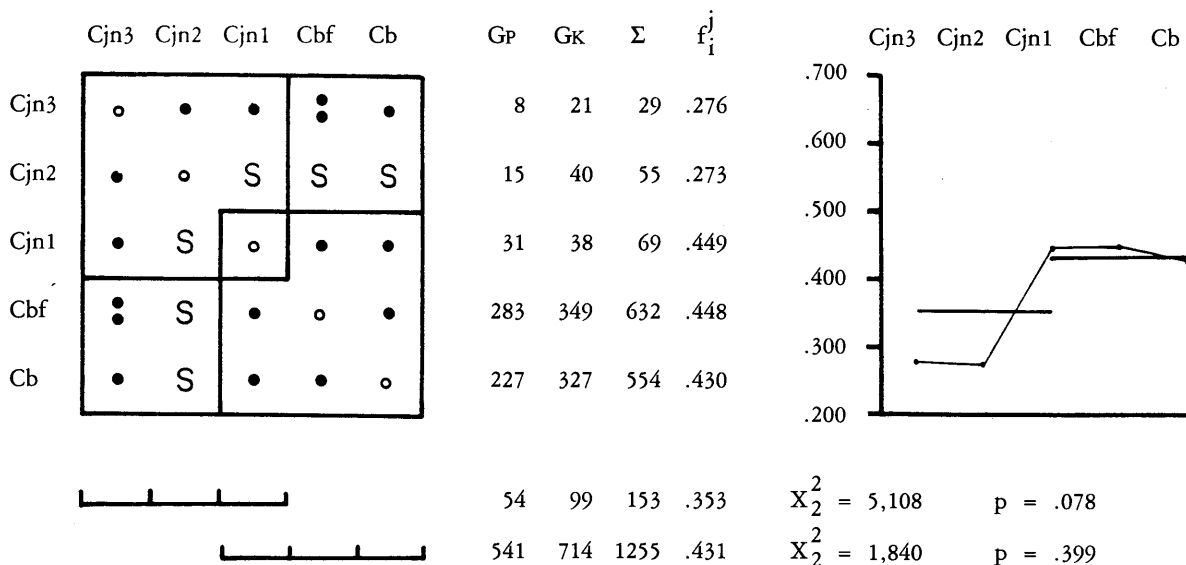 Cjn3 Cjn2 Cjn1 Cbf Cb GP GK Σ f_i^j Cjn3 Cjn2 Cjn1 Cbf Cb
.700
Cjn3 8 21 29 .276
.600
Cjn2 S S S 15 40 55 .273
.500
Cjn1 S 31 38 69 .449
.400
Cbf S 283 349 632 .448
.300
Cb S 227 327 554 .430
.200
54 99 153 .353 X_2^2 = 5,108 p = .078
541 714 1255 .431 X_2^2 = 1,840 p = .399